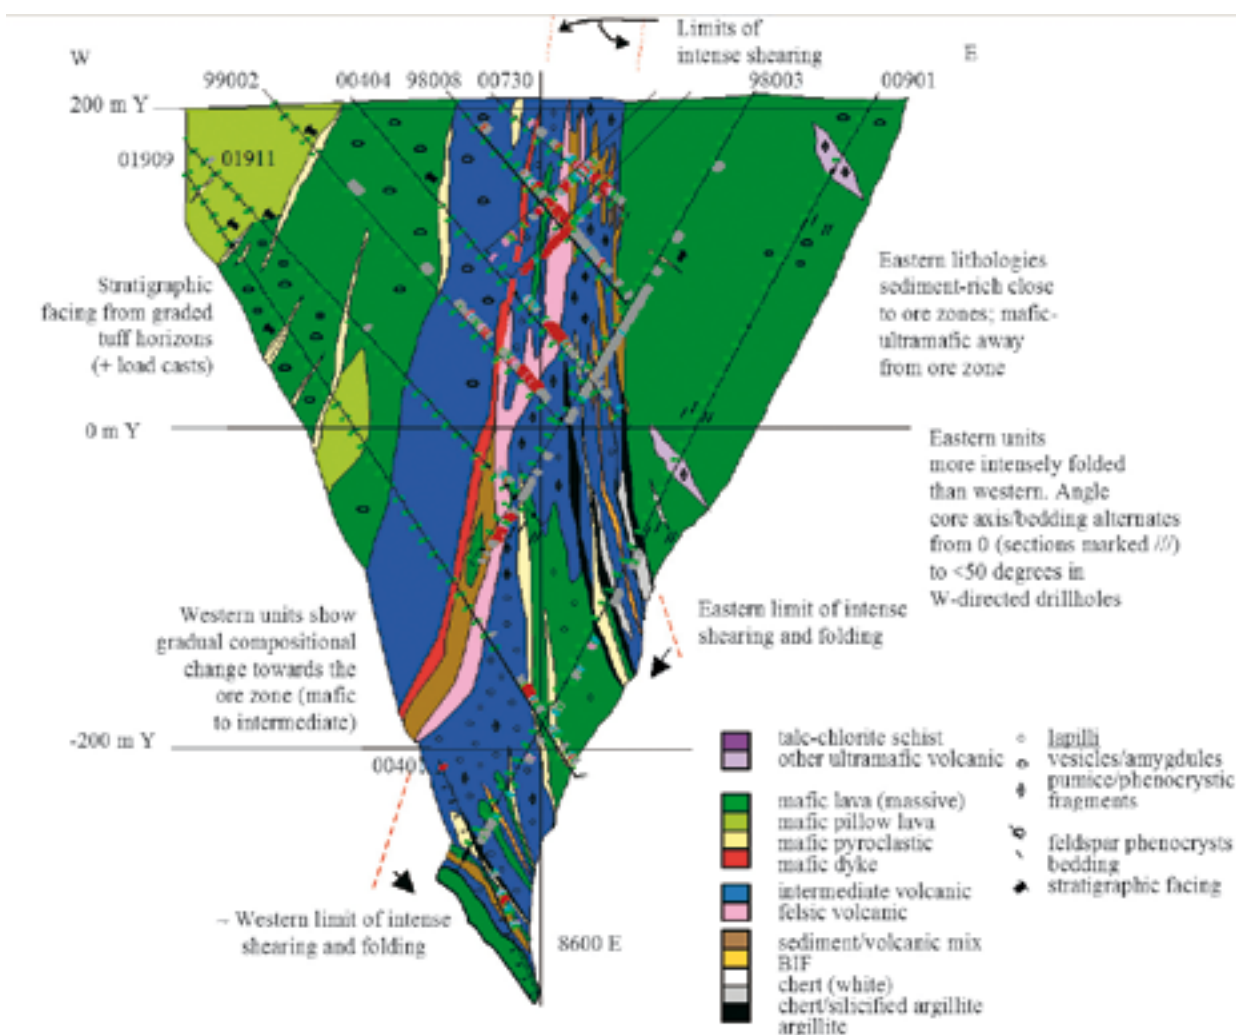 Limits of
intense shearing
W
E
99002
00404
98008
00730
98003
00901
200 m Y
01909
01911
Stratigraphic
facing from graded
tuff horizons
(+ load casts)
Eastern lithologies
sediment-rich close
to ore zones; mafic-
ultramafic away
from ore zone
0 m Y
Eastern units
more intensely folded
than western. Angle
core axis/bedding alternates
from 0 (sections marked ///)
to <50 degrees in
W-directed drillholes
Western units show
gradual compositional
change towards the
ore zone (mafic
to intermediate)
Eastern limit of intense
shearing and folding
-200 m Y
00401
~ Western limit of intense
shearing and folding
8600 E
talc-chlorite schist
other ultramafic volcanic
mafic lava (massive)
mafic pillow lava
mafic pyroclastic
mafic dyke
intermediate volcanic
felsic volcanic
sediment/volcanic mix
BIF
chert (white)
chert/silicified argillite
argillite
lapilli
vesicles/amygdules
pumice/phenocrystic
fragments
feldspar phenocrysts
bedding
stratigraphic facing